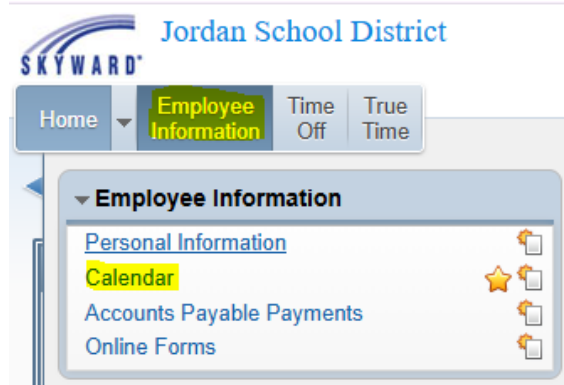 Jordan School District
SKYWARD
Home
Employee Information
Time Off
True Time
Employee Information
Personal Information
Calendar
Accounts Payable Payments
Online Forms